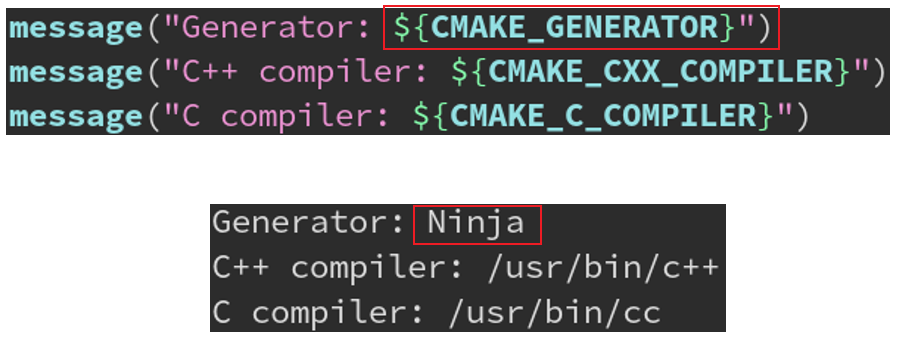 message("Generator: ${CMAKE_GENERATOR}")
message("C++ compiler: ${CMAKE_CXX_COMPILER}")
message("C compiler: ${CMAKE_C_COMPILER}")
Generator: Ninja
C++ compiler: /usr/bin/c++
C compiler: /usr/bin/cc